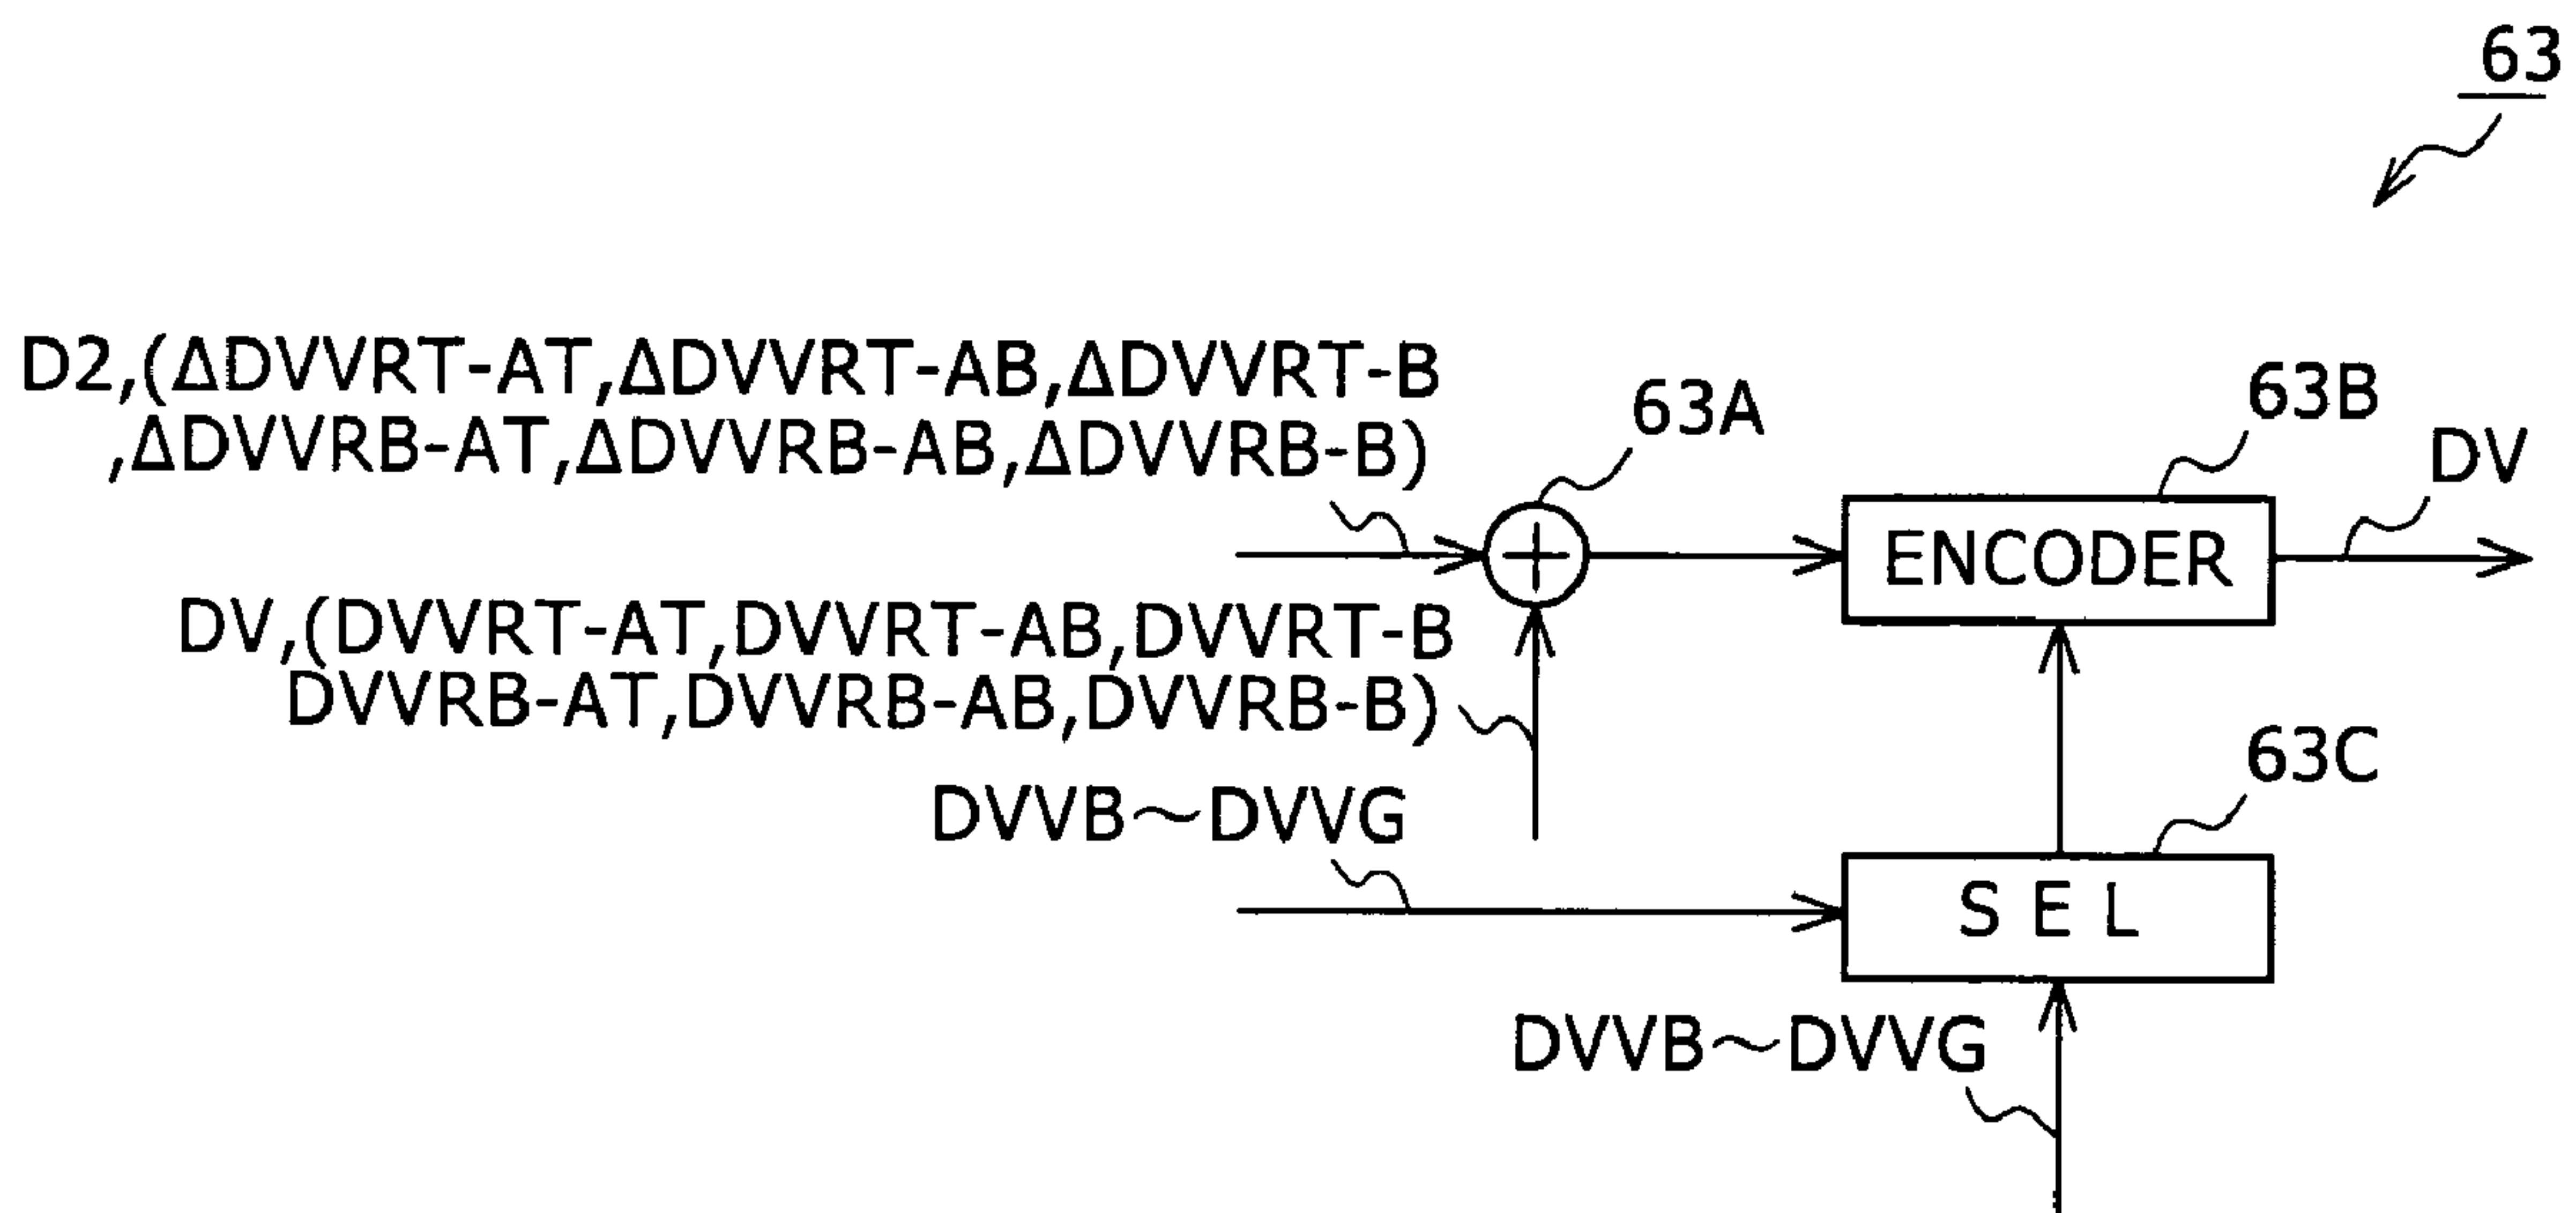 63
D2,(ΔDVVRT-AT,ΔDVVRT-AB,ΔDVVRT-B
,ΔDVVRB-AT,ΔDVVRB-AB,ΔDVVRB-B)
63A
63B
DV
ENCODER
DV,(DVVRT-AT,DVVRT-AB,DVVRT-B
DVVRB-AT,DVVRB-AB,DVVRB-B)
63C
DVVB~DVVG
SEL
DVVB~DVVG